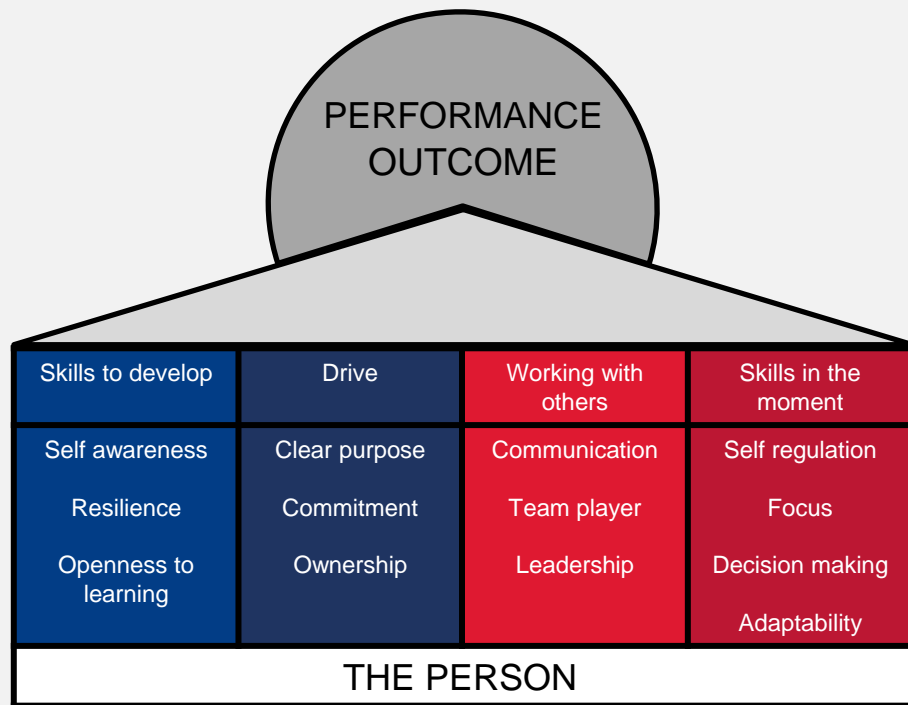 PERFORMANCE
OUTCOME
Skills to develop
Drive
Working with
others
Skills in the
moment
Self awareness
Resilience
Openness to
learning
Clear purpose
Commitment
Ownership
Communication
Team player
Leadership
Self regulation
Focus
Decision making
Adaptability
THE PERSON